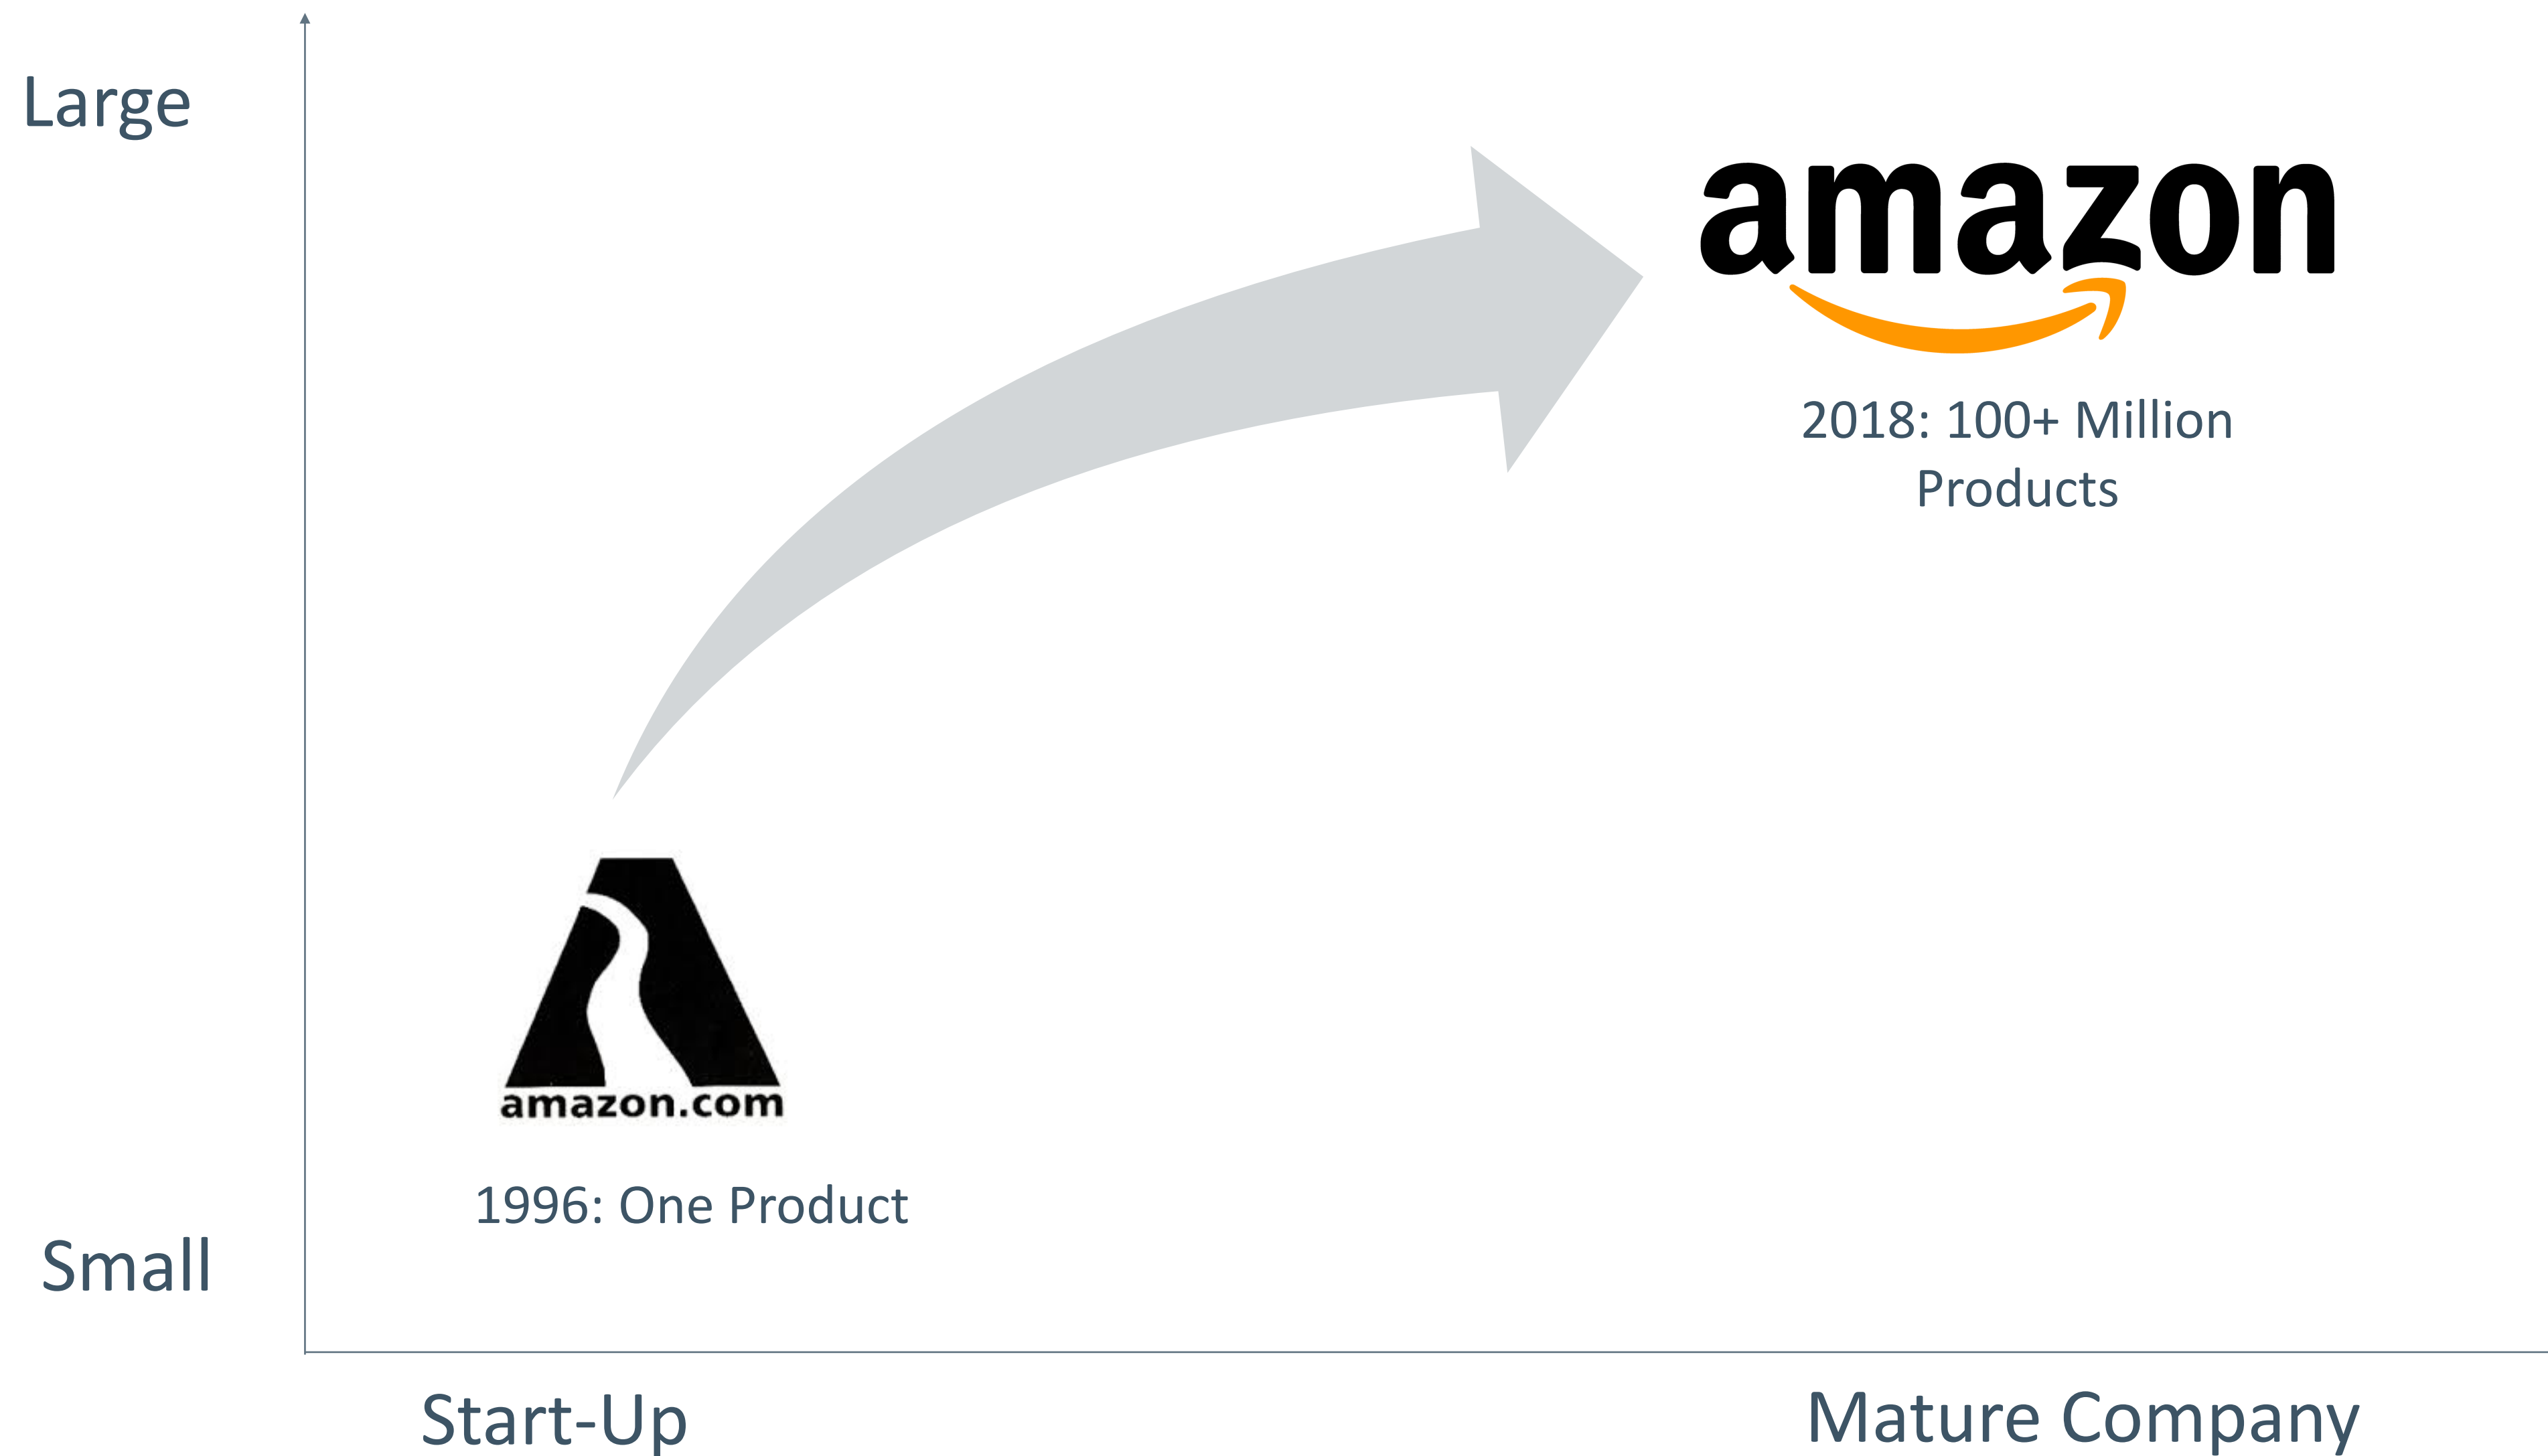 Large
amazon
2018: 100+ Million
Products
amazon.com
1996: One Product
Small
Start-Up
Mature Company